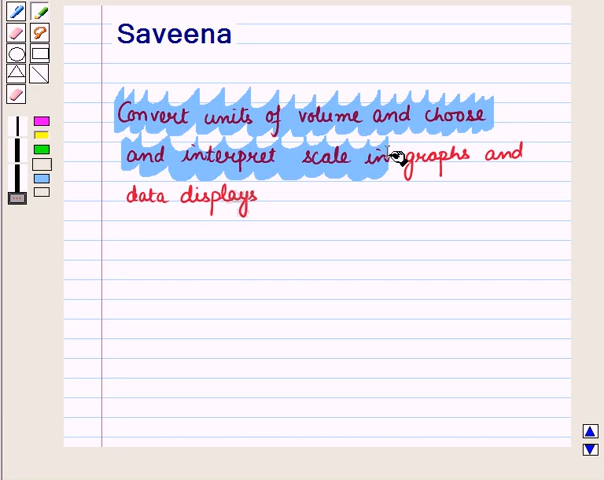 Saveena
Convert units of volume and choose
and interpret scale in graphs and
data displays